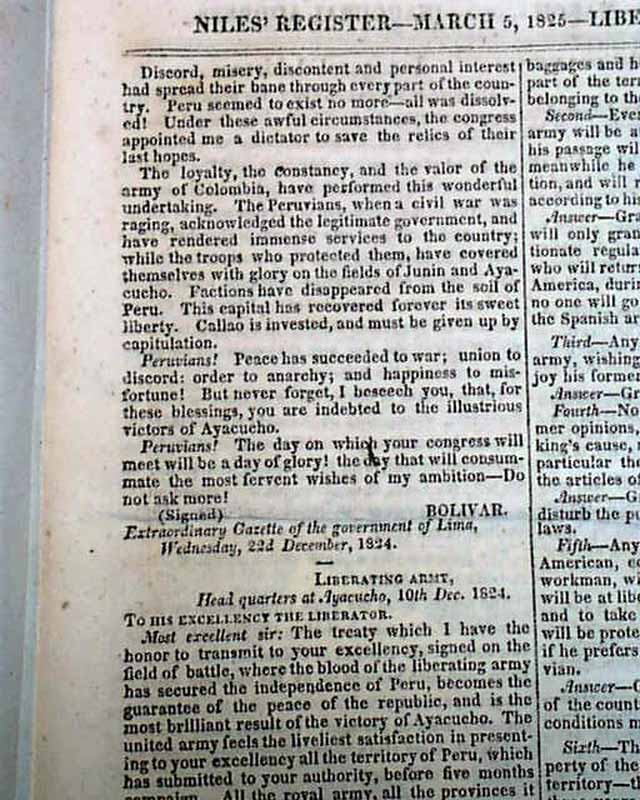 NILES' REGISTER—MARCH 5, 1825—LIBE
Discord, misery, discontent and personal interest
had spread their bane through every part of the coun-
try. Peru seemed to exist no more—all was dissolv-
ed! Under these awful circumstances, the congress
appointed me a dictator to save the relics of their
last hopes.
The loyalty, the constancy, and the valor of the
army of Colombia, have performed this wonderful
undertaking. The Peruvians, when a civil war was
raging, acknowledged the legitimate government, and
have rendered immense services to the country;
while the troops who protected them, have covered
themselves with glory on the fields of Junin and Aya-
cucho. Factions have disappeared from the soil of
Peru. This capital has recovered forever its sweet
liberty. Callao is invested, and must be given up by
capitulation.
Peruvians! Peace has succeeded to war; union to
discord: order to anarchy; and happiness to mis-
fortune! But never forget, I beseech you, that, for
these blessings, you are indebted to the illustrious
victors of Ayacucho.
Peruvians! The day on which your congress will
meet will be a day of glory! the day that will consum-
mate the most fervent wishes of my ambition—Do
not ask more!
(Signed) BOLIVAR.
Extraordinary Gazette of the government of Lima,
Wednesday, 22d December, 1824.
LIBERATING ARMY,
Head quarters at Ayacucho, 10th Dec. 1824.
TO HIS EXCELLENCY THE LIBERATOR.
Most excellent sir: The treaty which I have the
honor to transmit to your excellency, signed on the
field of battle, where the blood of the liberating army
has secured the independence of Peru, becomes the
guarantee of the peace of the republic, and is the
most brilliant result of the victory of Ayacucho. The
united army feels the liveliest satisfaction in present-
ing to your excellency all the territory of Peru, which
has submitted to your authority, before five months
campaign. All the royal army, all the provinces it
baggages and h
part of the terr
belonging to th
Second—Eve
army will be a
his passage wil
meanwhile he
tion, and will r
according to his
Answer—Gra
will only gran
tionate regula
who will return
America, durin
no one will go
the Spanish ar
Third—Any
army, wishing
joy his former
Answer—Gr
Fourth—No
mer opinions,
king's cause,
particular the
the articles of
Answer—G
disturb the pu
laws.
Fifth—Any
American, ec
workman, w
will be at libe
and to take
will be prote
if he prefers
vian.
Answer—G
of the count
conditions m
Sixth—Th
perty of the
territory—t